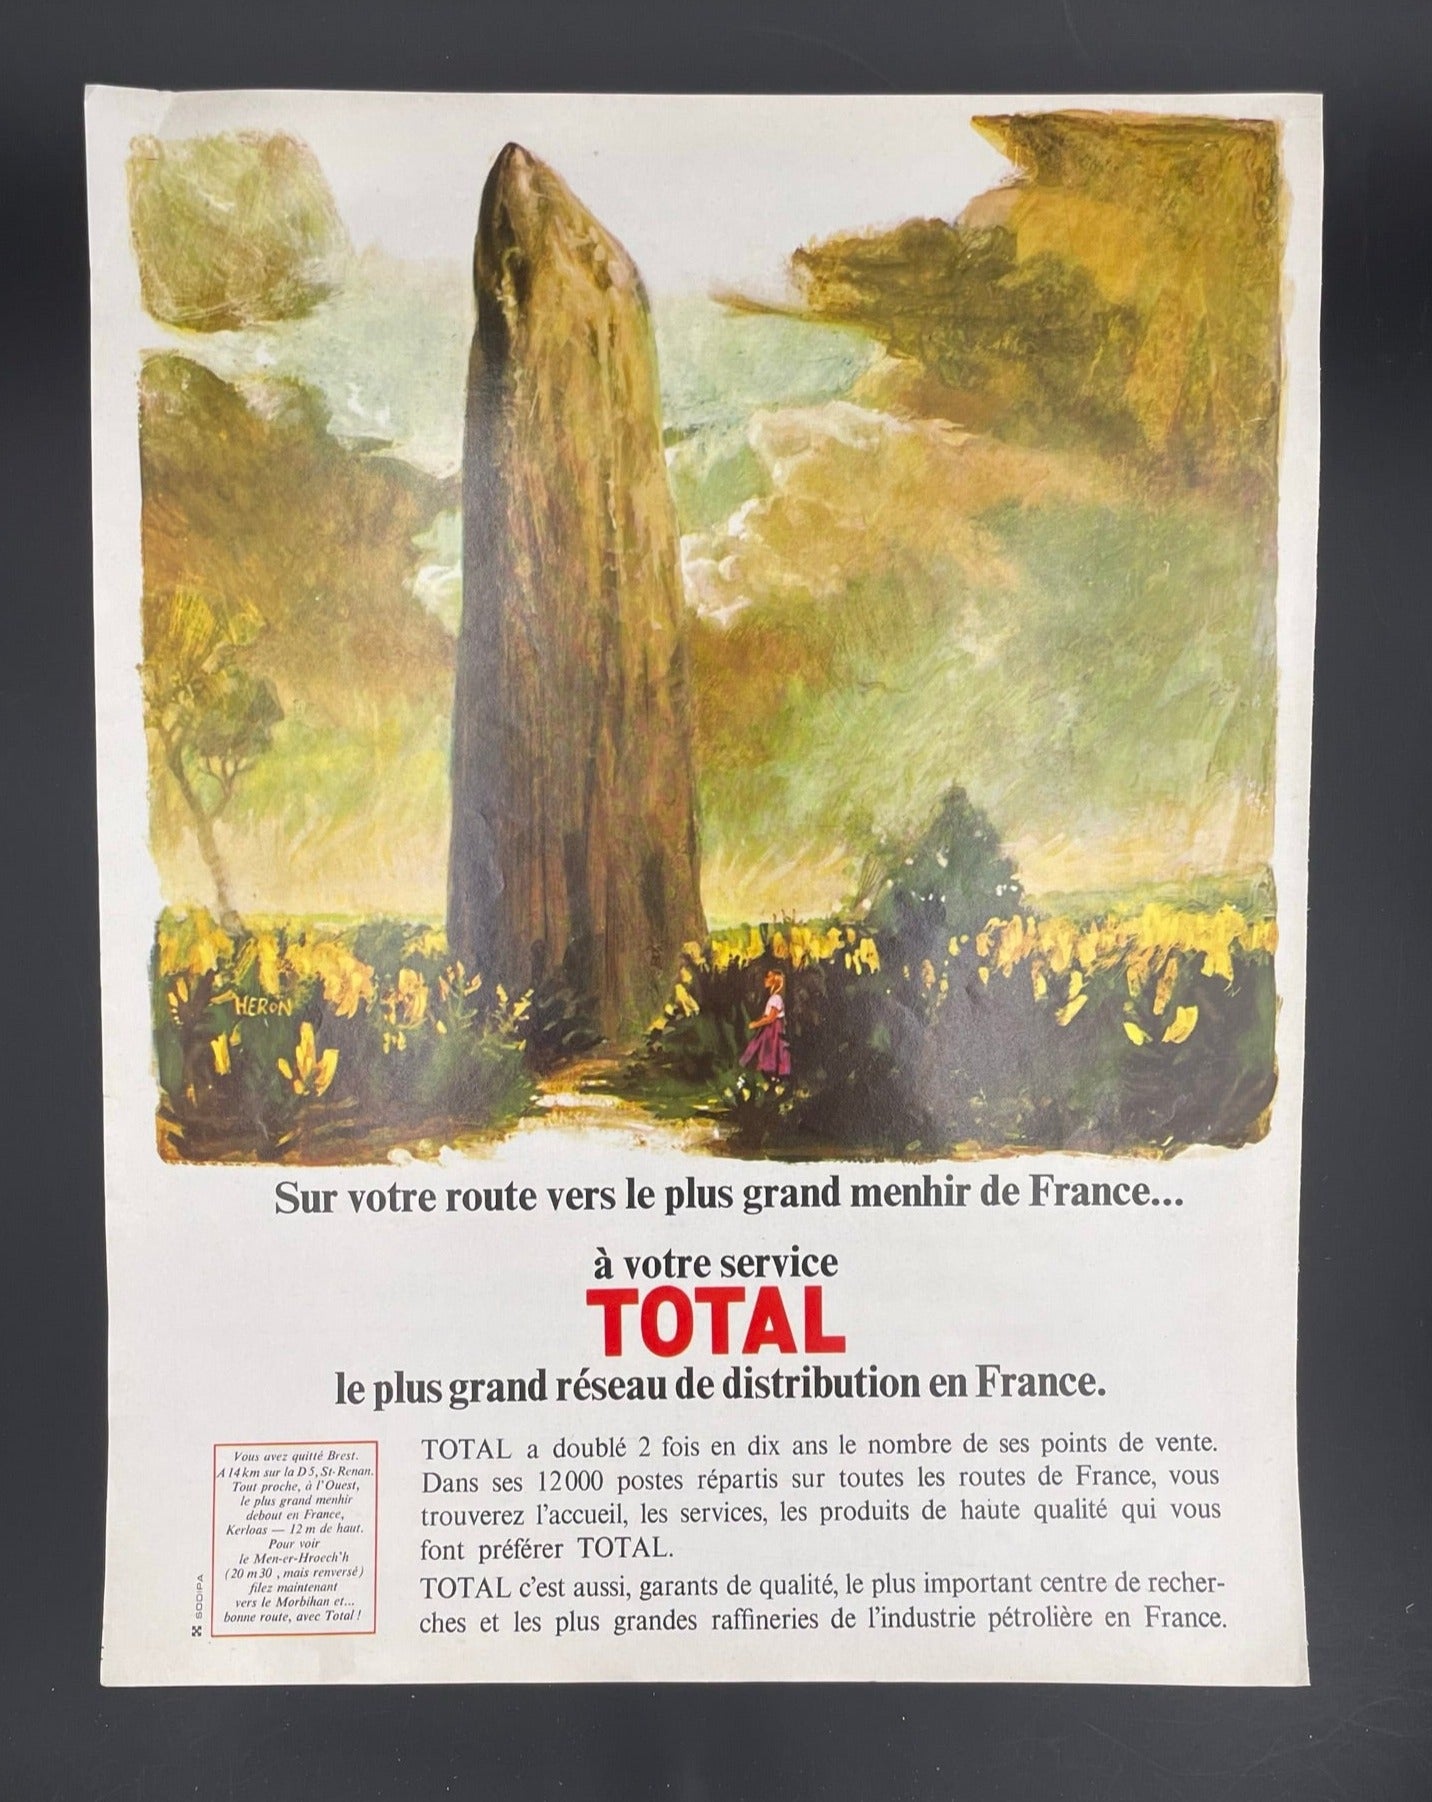 HERON
Sur votre route vers le plus grand menhir de France...
à votre service
TOTAL
le plus grand réseau de distribution en France.
Vous avez quitté Brest.
A 14 km sur la D5, St-Renan.
Tout proche, à l'Ouest,
le plus grand menhir
debout en France,
Kerloas — 12 m de haut.
Pour voir
le Men-er-Hroech'h
(20 m 30, mais renversé)
filez maintenant
vers le Morbihan et...
bonne route, avec Total !
SODIPA
TOTAL a doublé 2 fois en dix ans le nombre de ses points de vente.
Dans ses 12000 postes répartis sur toutes les routes de France, vous
trouverez l'accueil, les services, les produits de haute qualité qui vous
font préférer TOTAL.
TOTAL c'est aussi, garants de qualité, le plus important centre de recher-
ches et les plus grandes raffineries de l'industrie pétrolière en France.